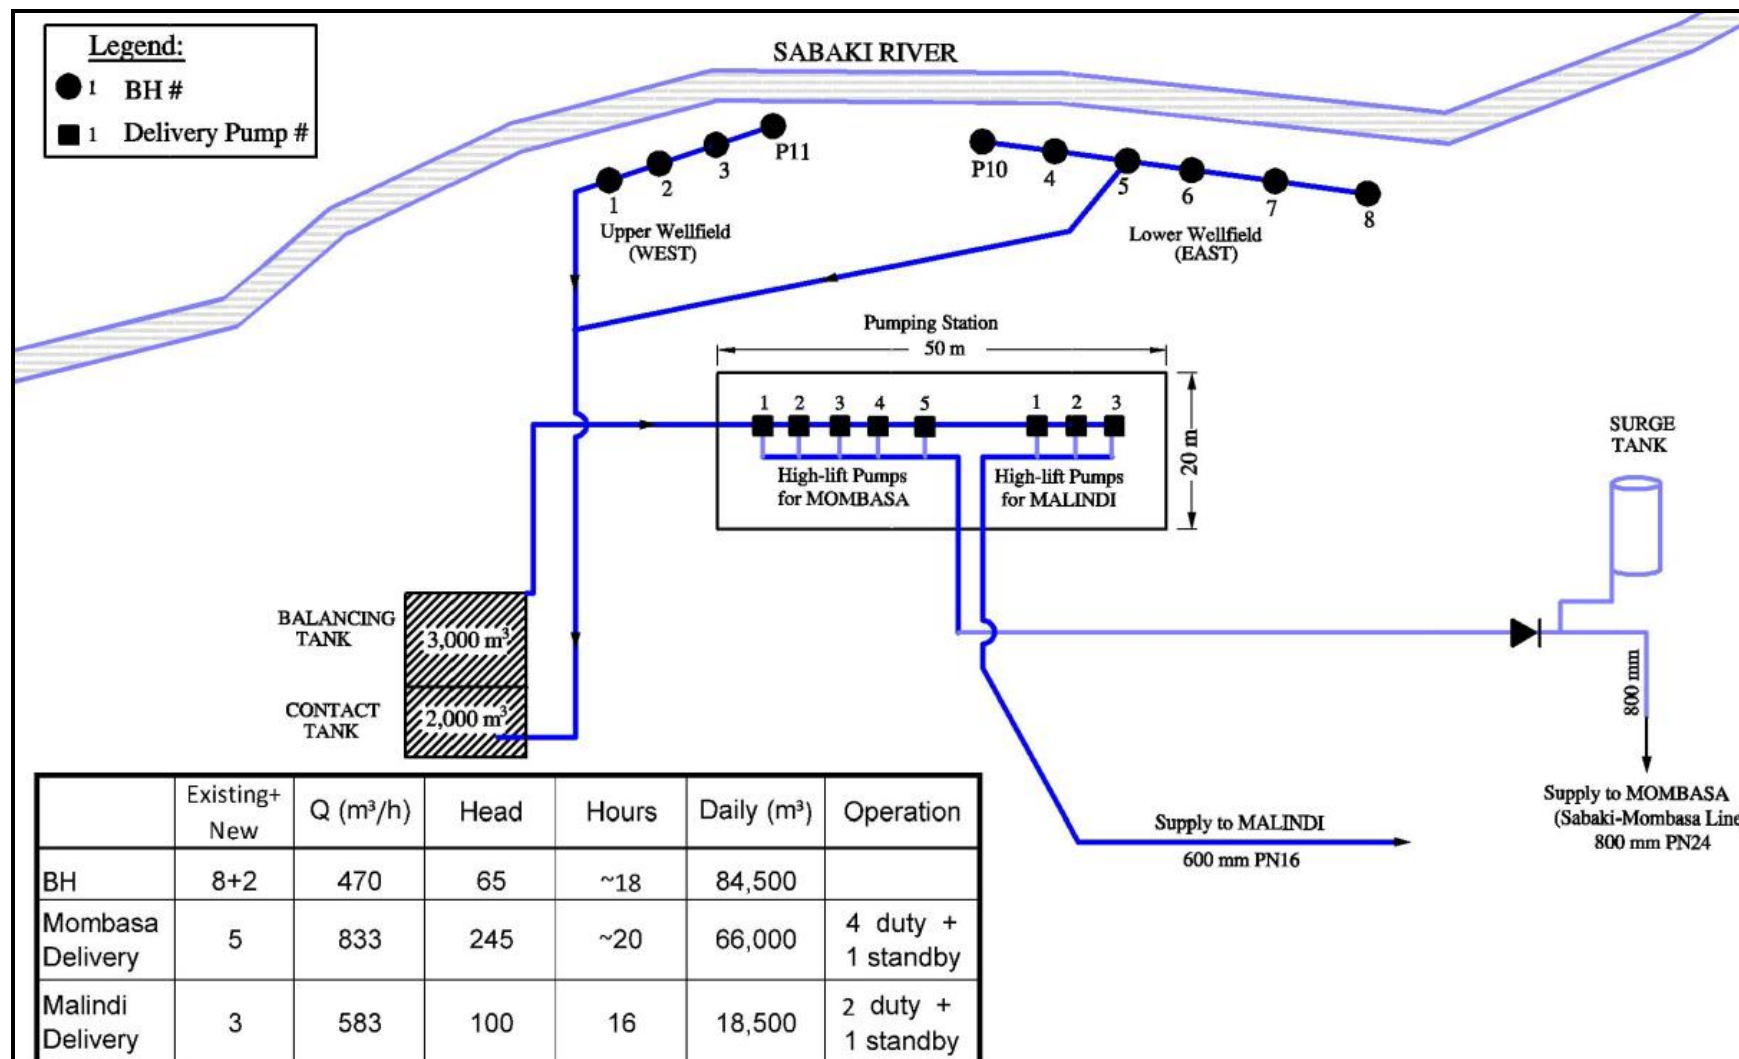 Legend:
1 BH #
1 Delivery Pump #
SABAKI RIVER
P11
3
2
1
Upper Wellfield
(WEST)
P10
4
5
6
7
8
Lower Wellfield
(EAST)
Pumping Station
50 m
20 m
1 2 3 4 5
1 2 3
High-lift Pumps
for MOMBASA
High-lift Pumps
for MALINDI
SURGE
TANK
BALANCING
TANK
3,000 m³
CONTACT
TANK
2,000 m³
800 mm
Supply to MOMBASA
(Sabaki-Mombasa Line
800 mm PN24
Supply to MALINDI
600 mm PN16
Existing+
New
Q (m³/h)
Head
Hours
Daily (m³)
Operation
BH 8+2 470 65 ~18 84,500
Mombasa
Delivery
5 833 245 ~20 66,000
4 duty +
1 standby
Malindi
Delivery
3 583 100 16 18,500
2 duty +
1 standby